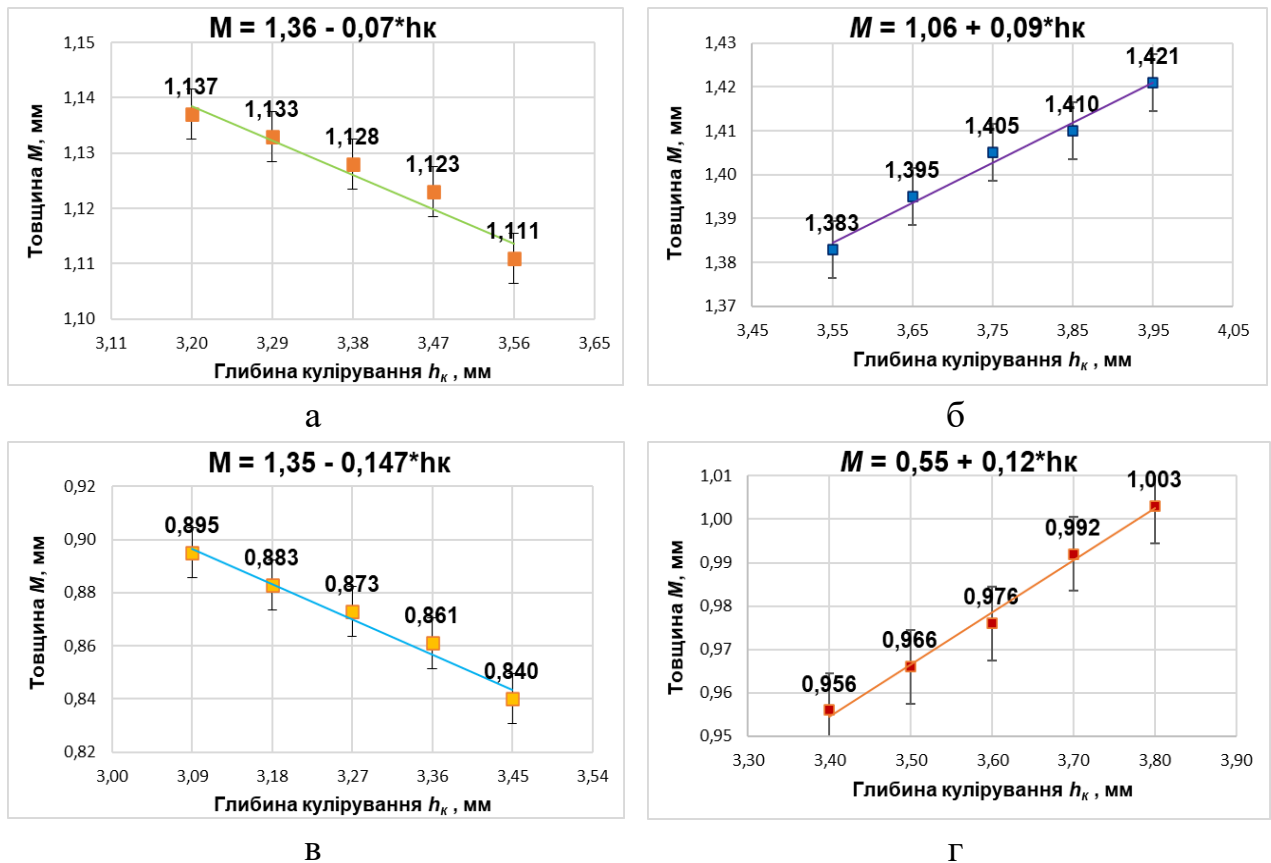 M = 1,36 - 0,07*hк
1,15
1,14
1,13
1,12
1,11
1,10
Товщина M, мм
1,137
1,133
1,128
1,123
1,111
3,11 3,20 3,29 3,38 3,47 3,56 3,65
Глибина кулірування hк , мм
а
M = 1,06 + 0,09*hк
1,43
1,42
1,41
1,40
1,39
1,38
1,37
Товщина M, мм
1,383
1,395
1,405
1,410
1,421
3,45 3,55 3,65 3,75 3,85 3,95 4,05
Глибина кулірування hк , мм
б
M = 1,35 - 0,147*hк
0,92
0,90
0,88
0,86
0,84
0,82
Товщина M, мм
0,895
0,883
0,873
0,861
0,840
3,00 3,09 3,18 3,27 3,36 3,45 3,54
Глибина кулірування hк , мм
в
M = 0,55 + 0,12*hк
1,01
1,00
0,99
0,98
0,97
0,96
0,95
Товщина M, мм
0,956
0,966
0,976
0,992
1,003
3,30 3,40 3,50 3,60 3,70 3,80 3,90
Глибина кулірування hк , мм
г